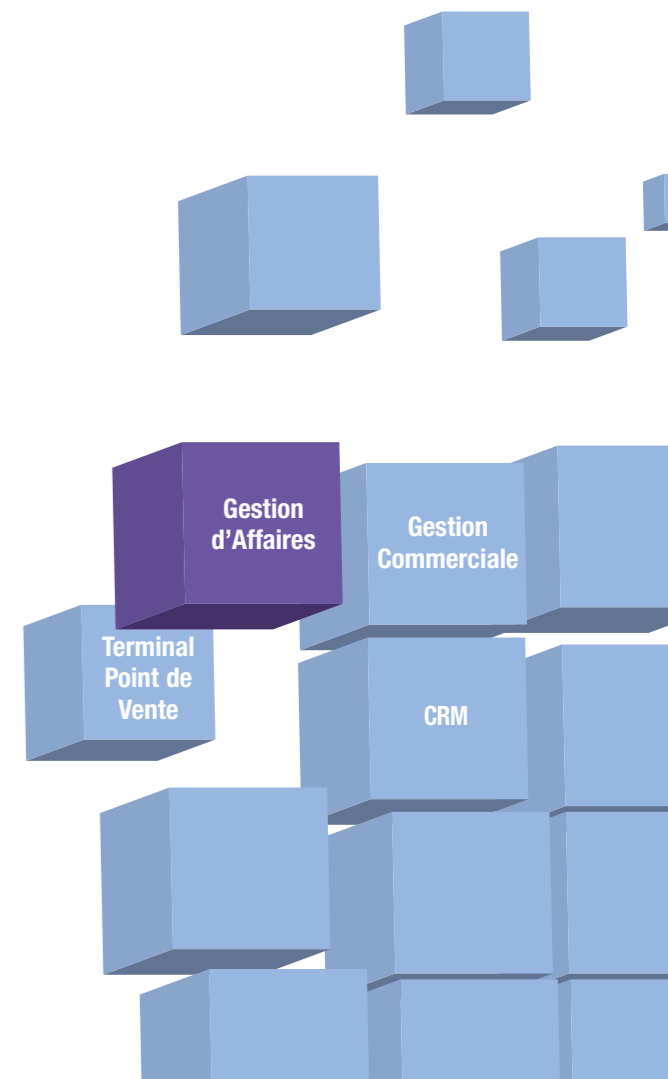 Gestion
d’Affaires
Gestion
Commerciale
Terminal
Point de
Vente
CRM